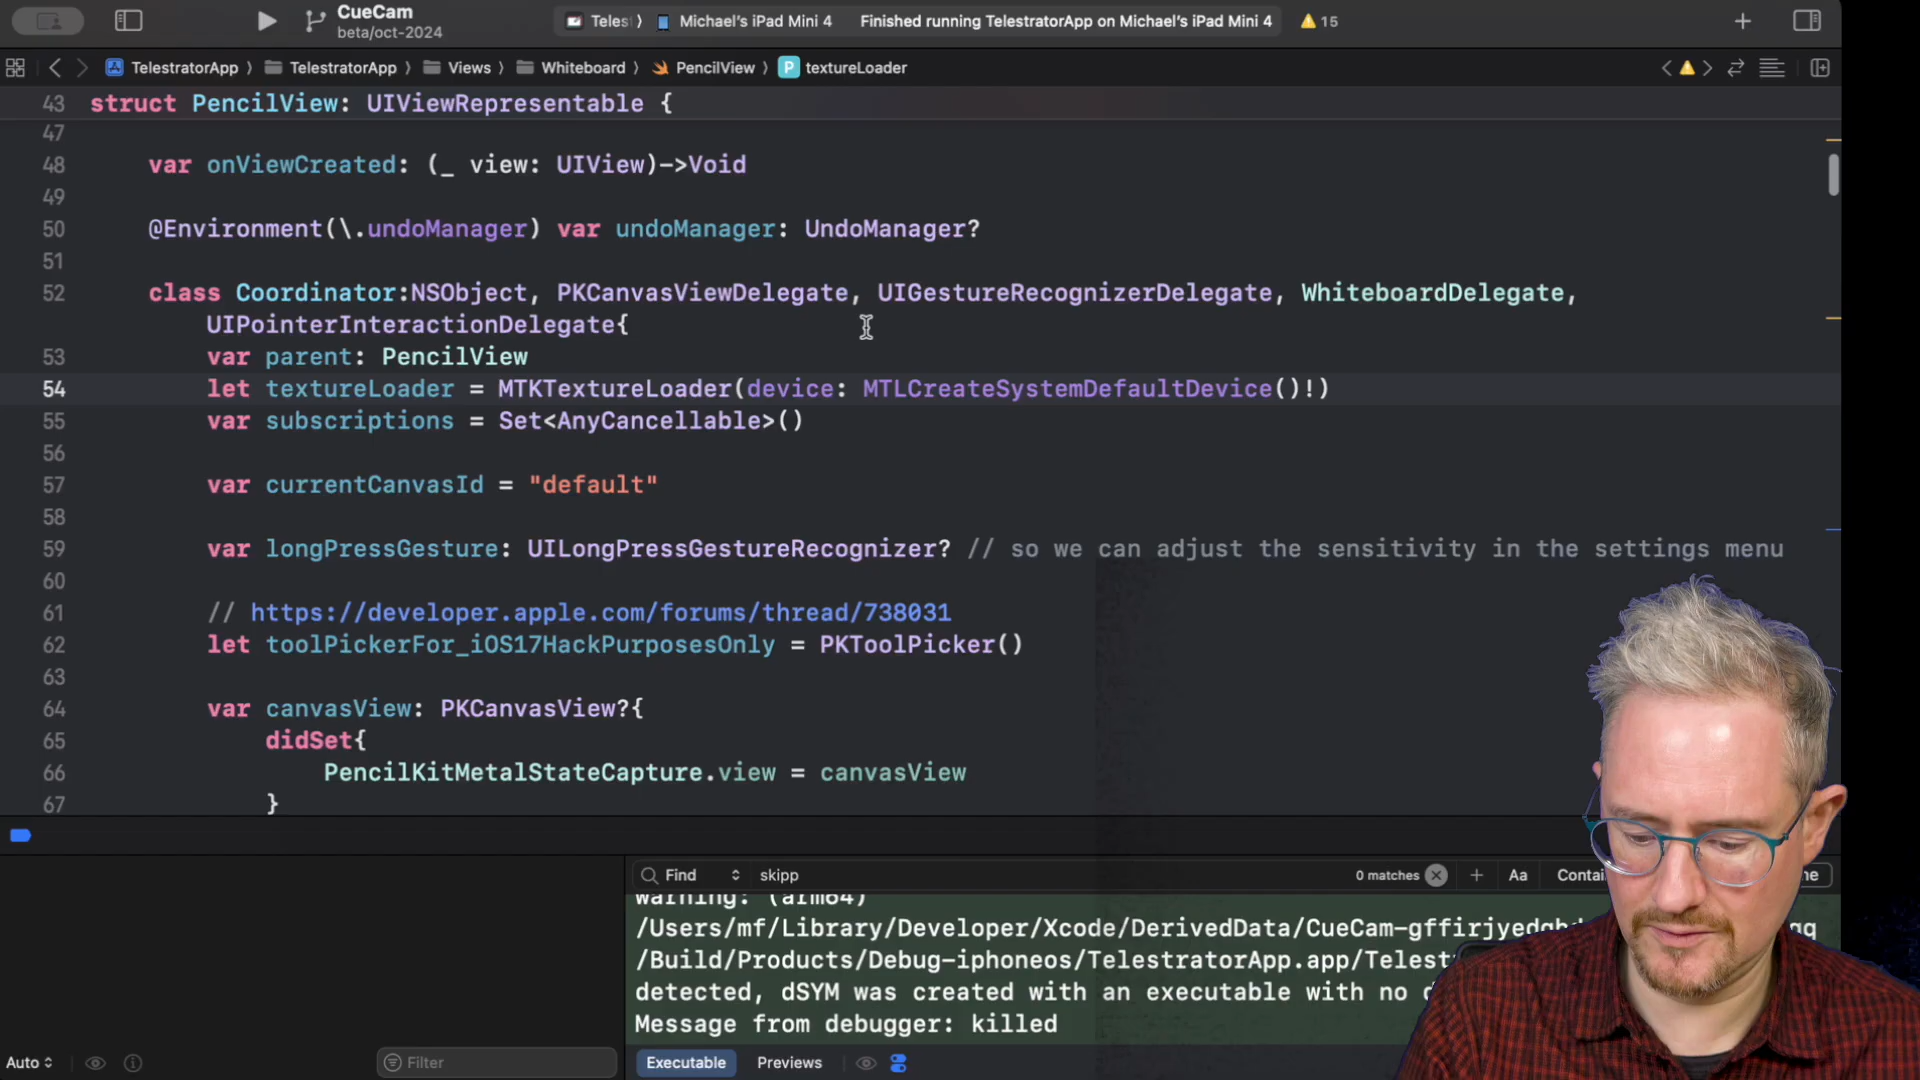 CueCam
beta/oct-2024
Teles 〉 Michael's iPad Mini 4 Finished running TelestratorApp on Michael's iPad Mini 4 15
TelestratorApp 〉 TelestratorApp 〉 Views 〉 Whiteboard 〉 PencilView 〉 P textureLoader
43 struct PencilView: UIViewRepresentable {
47
48 var onViewCreated: (_ view: UIView)->Void
49
50 @Environment(\.undoManager) var undoManager: UndoManager?
51
52 class Coordinator:NSObject, PKCanvasViewDelegate, UIGestureRecognizerDelegate, WhiteboardDelegate,
UIPointerInteractionDelegate{
53 var parent: PencilView
54 let textureLoader = MTKTextureLoader(device: MTLCreateSystemDefaultDevice()!)
55 var subscriptions = Set<AnyCancellable>()
56
57 var currentCanvasId = "default"
58
59 var longPressGesture: UILongPressGestureRecognizer? // so we can adjust the sensitivity in the settings menu
60
61 // https://developer.apple.com/forums/thread/738031
62 let toolPickerFor_iOS17HackPurposesOnly = PKToolPicker()
63
64 var canvasView: PKCanvasView?{
65 didSet{
66 PencilKitMetalStateCapture.view = canvasView
67 }
Find skipp 0 matches Aa
warning: (arm64)
/Users/mf/Library/Developer/Xcode/DerivedData/
/Build/Products/Debug-iphoneos/TelestratorApp.app/
detected, dSYM was created with an executable with no
Message from debugger: killed
Auto Filter Executable Previews